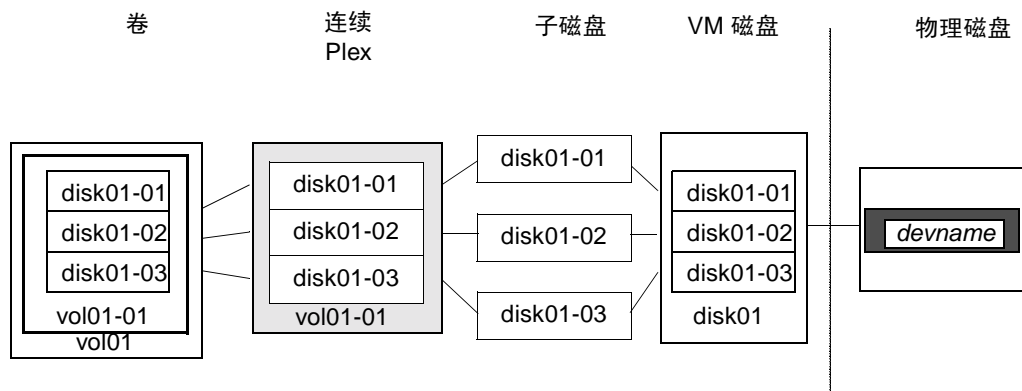 卷
连续
Plex
子磁盘
VM 磁盘
物理磁盘
disk01-01
disk01-02
disk01-03
vol01-01
vol01
disk01-01
disk01-02
disk01-03
vol01-01
disk01-01
disk01-02
disk01-03
disk01-01
disk01-02
disk01-03
disk01
devname